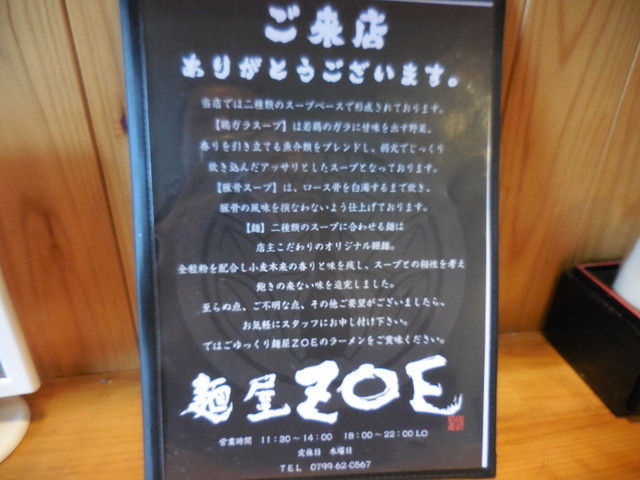 ご来店
ありがとうございます。
当店では二種類のスープベースで形成されております。
【鶏ガラスープ】は若鶏のガラに甘味を出す野菜、
香りを引き立てる魚介類をブレンドし、弱火でじっくり
炊き込んだアッサリとしたスープとなっております。
【豚骨スープ】は、ロース骨を白濁するまで炊き、
豚骨の風味を損なわないよう仕上げております。
【麺】二種類のスープに合わせる麺は
店主こだわりのオリジナル細麺。
全粒粉を配合し小麦本来の香りと味を残し、スープとの相性を考え
飽きの来ない味を追究しました。
至らぬ点、ご不明な点、その他ご要望がございましたら、
お気軽にスタッフにお申し付け下さい。
ではごゆっくり麺屋ZOEのラーメンをご賞味ください。
麺屋ZOE
営業時間 11:30～14:00 18:00～22:00 LO
定休日 水曜日
TEL 0799-62-0567